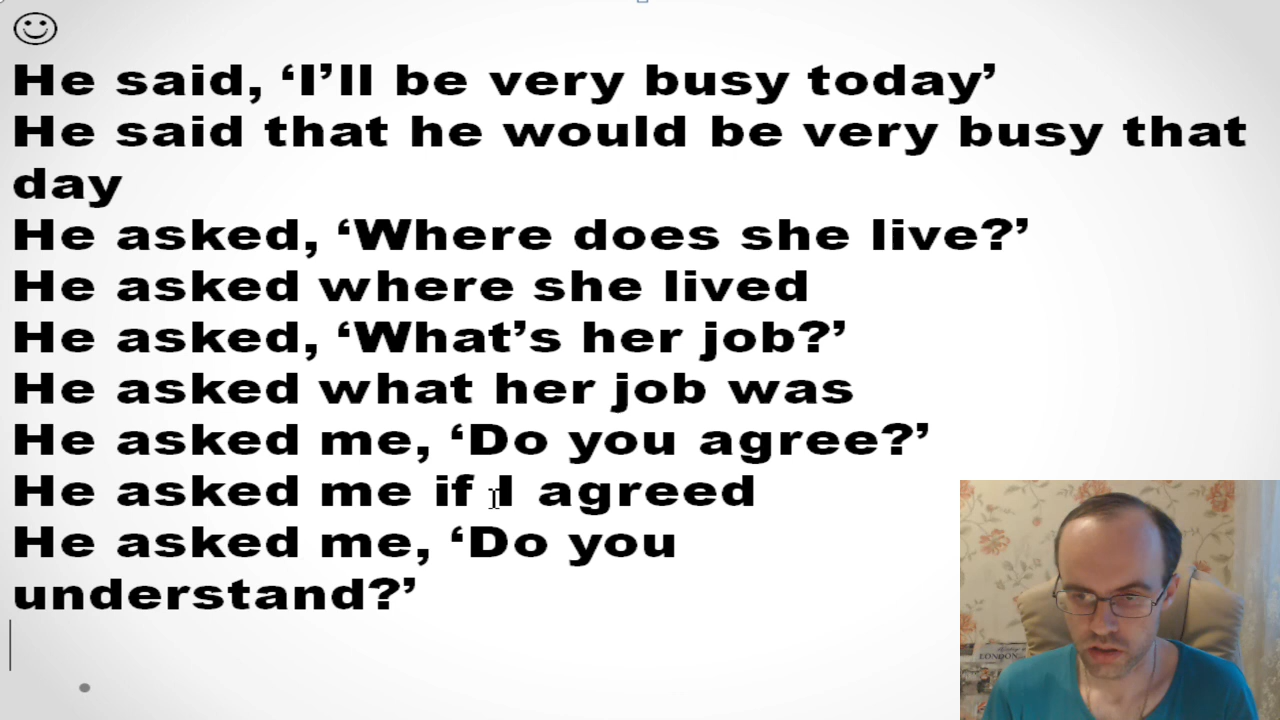 He said, ‘I’ll be very busy today’
He said that he would be very busy that
day
He asked, ‘Where does she live?’
He asked where she lived
He asked, ‘What’s her job?’
He asked what her job was
He asked me, ‘Do you agree?’
He asked me if I agreed
He asked me, ‘Do you
understand?’
LONDON